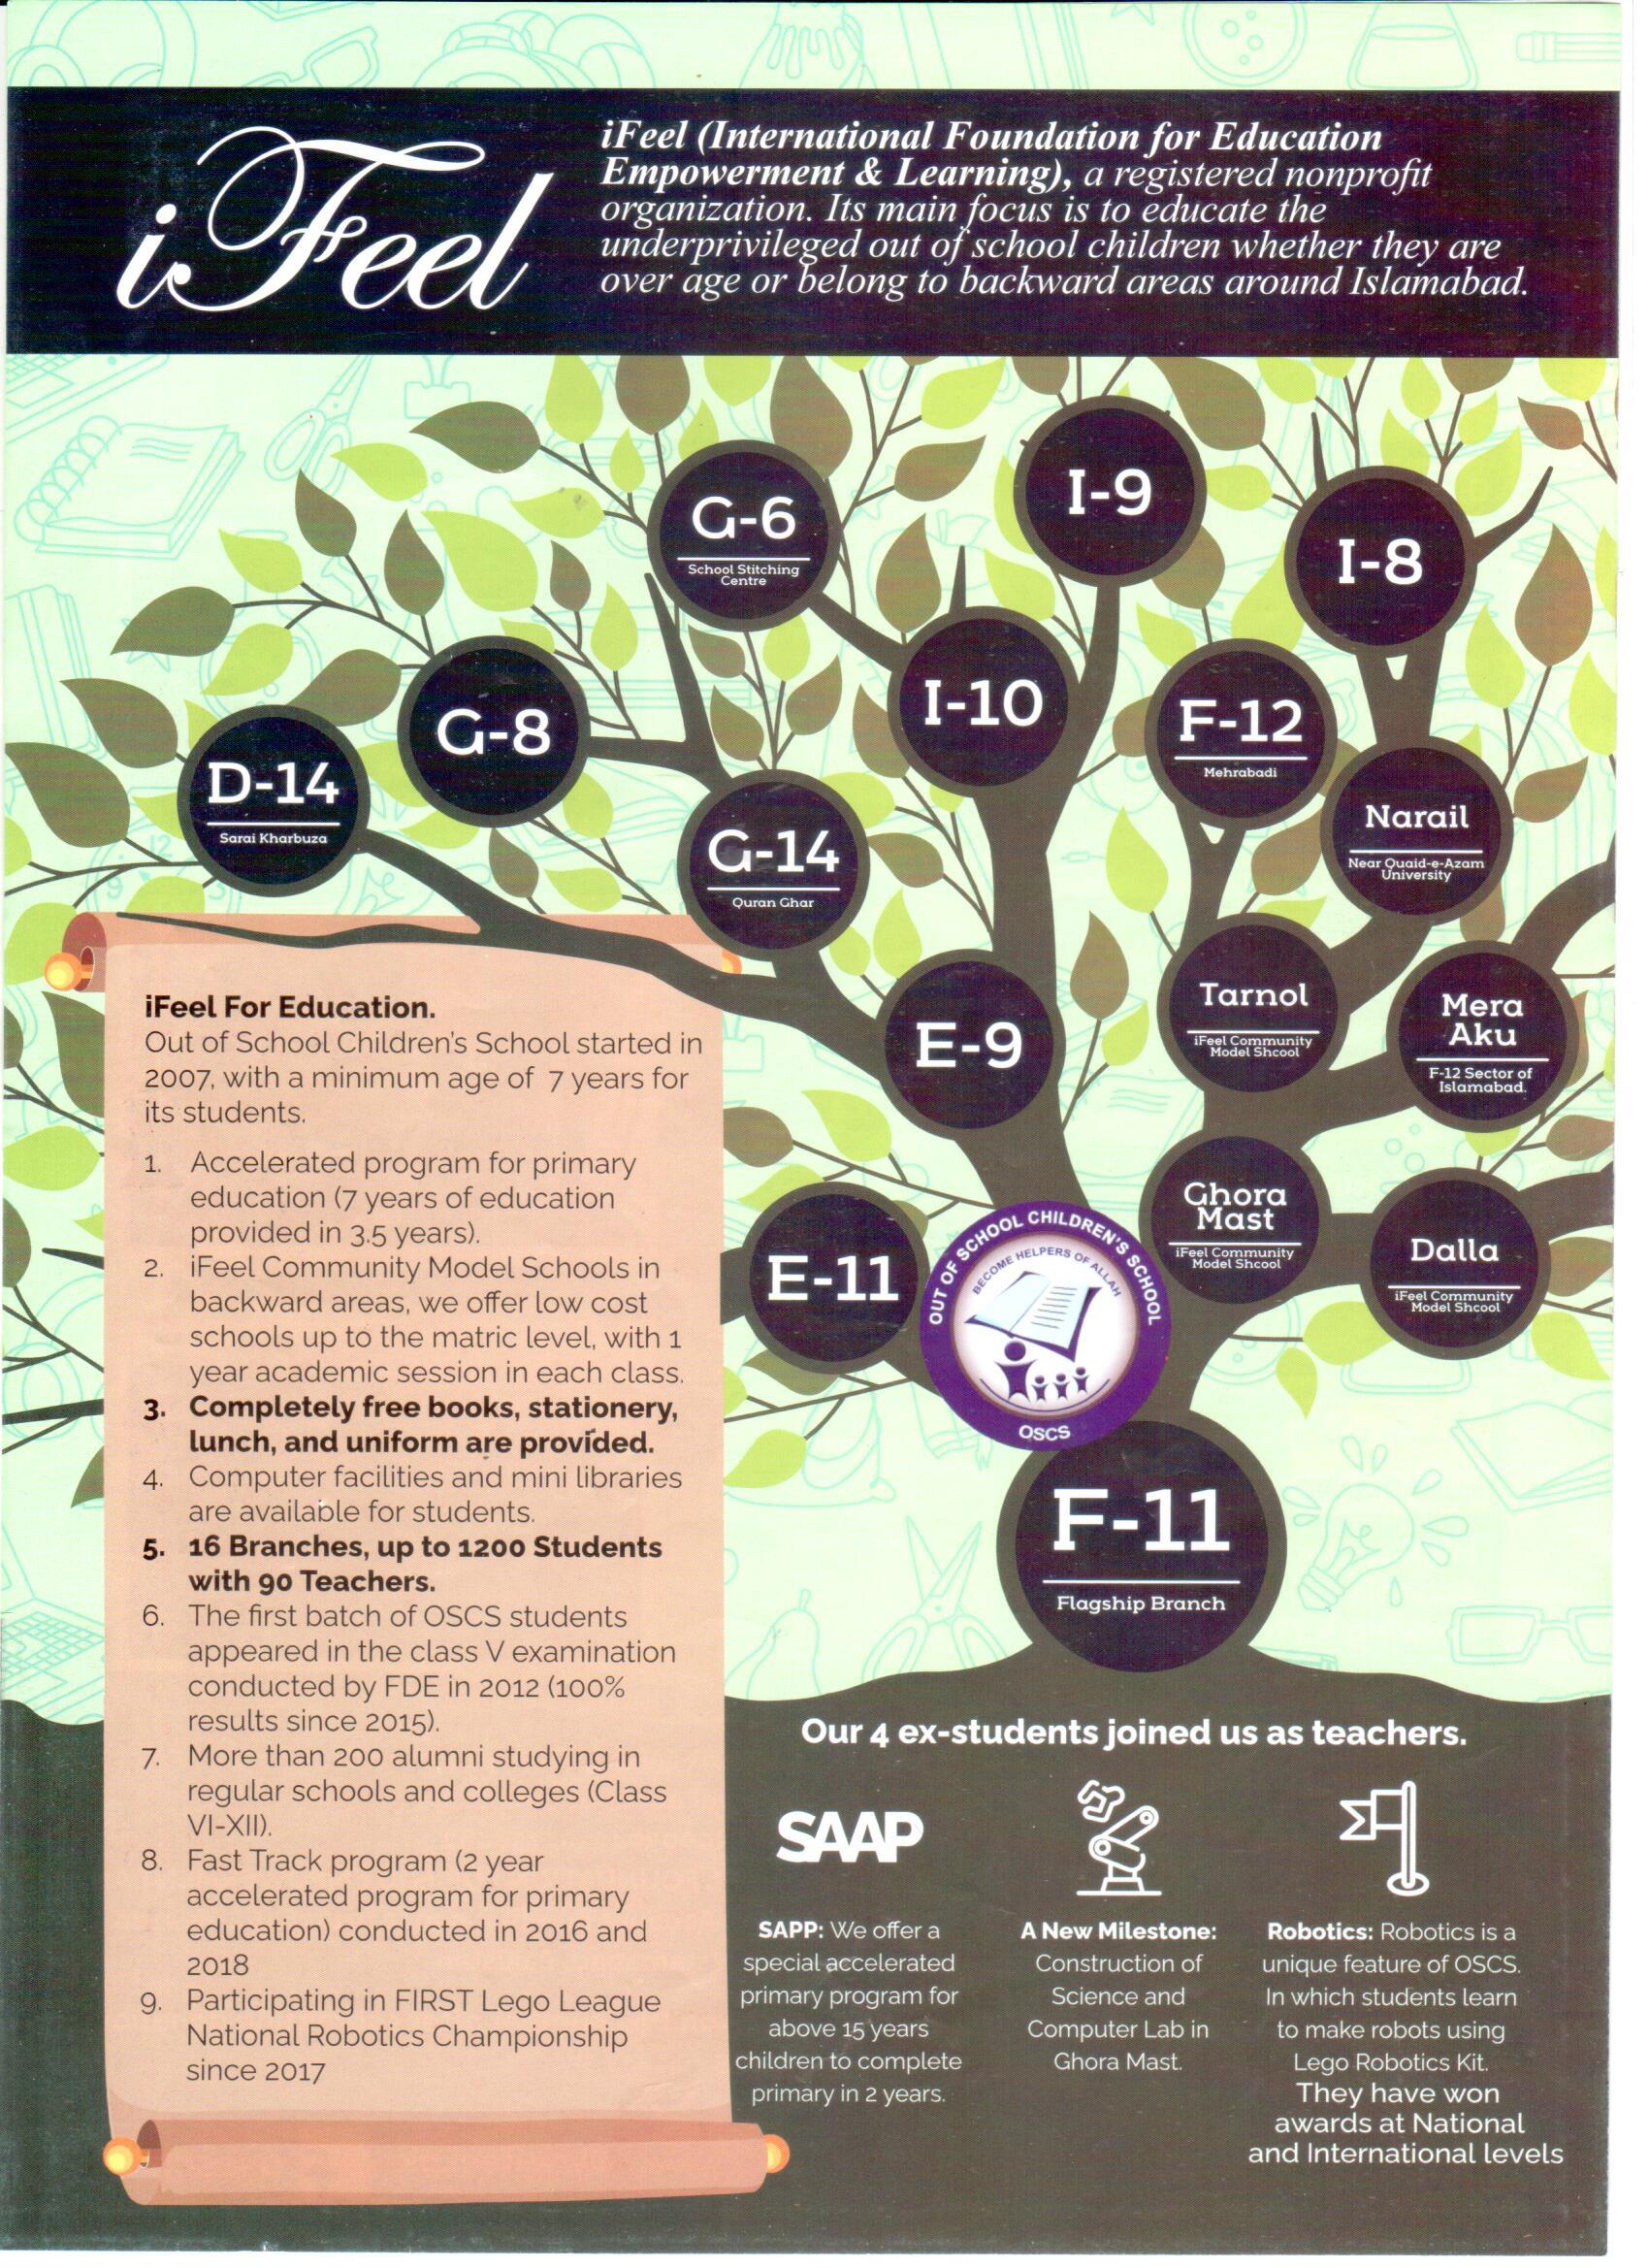 iFeel
iFeel (International Foundation for Education
Empowerment & Learning), a registered nonprofit
organization. Its main focus is to educate the
underprivileged out of school children whether they are
over age or belong to backward areas around Islamabad.
G-6
School Stitching
Centre
I-9
I-8
G-8
I-10
F-12
Mehrabadi
D-14
Sarai Kharbuza
G-14
Quran Ghar
Narail
Near Quaid-e-Azam
University
E-9
Tarnol
iFeel Community
Model Shcool
Mera
Aku
F-12 Sector of
Islamabad.
E-11
Ghora
Mast
iFeel Community
Model Shcool
Dalla
iFeel Community
Model Shcool
OUT OF SCHOOL CHILDREN'S SCHOOL
BECOME HELPERS OF ALLAH
OSCS
F-11
Flagship Branch
iFeel For Education.
Out of School Children's School started in
2007, with a minimum age of 7 years for
its students.
1. Accelerated program for primary
education (7 years of education
provided in 3.5 years).
2. iFeel Community Model Schools in
backward areas, we offer low cost
schools up to the matric level, with 1
year academic session in each class.
3. Completely free books, stationery,
lunch, and uniform are provided.
4. Computer facilities and mini libraries
are available for students.
5. 16 Branches, up to 1200 Students
with 90 Teachers.
6. The first batch of OSCS students
appeared in the class V examination
conducted by FDE in 2012 (100%
results since 2015).
7. More than 200 alumni studying in
regular schools and colleges (Class
VI-XII).
8. Fast Track program (2 year
accelerated program for primary
education) conducted in 2016 and
2018
9. Participating in FIRST Lego League
National Robotics Championship
since 2017
Our 4 ex-students joined us as teachers.
SAAP
SAPP: We offer a
special accelerated
primary program for
above 15 years
children to complete
primary in 2 years.
A New Milestone:
Construction of
Science and
Computer Lab in
Ghora Mast.
Robotics: Robotics is a
unique feature of OSCS.
In which students learn
to make robots using
Lego Robotics Kit.
They have won
awards at National
and International levels